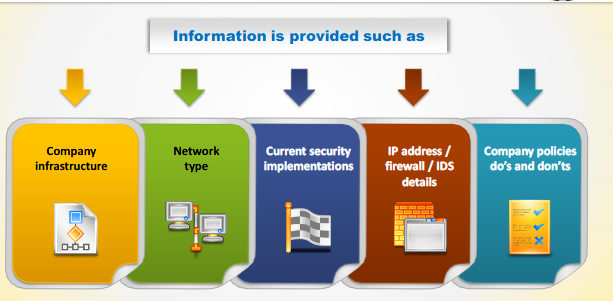 Information is provided such as
Company
infrastructure
Network
type
Current security
implementations
IP address /
firewall / IDS
details
Company policies
do's and don'ts